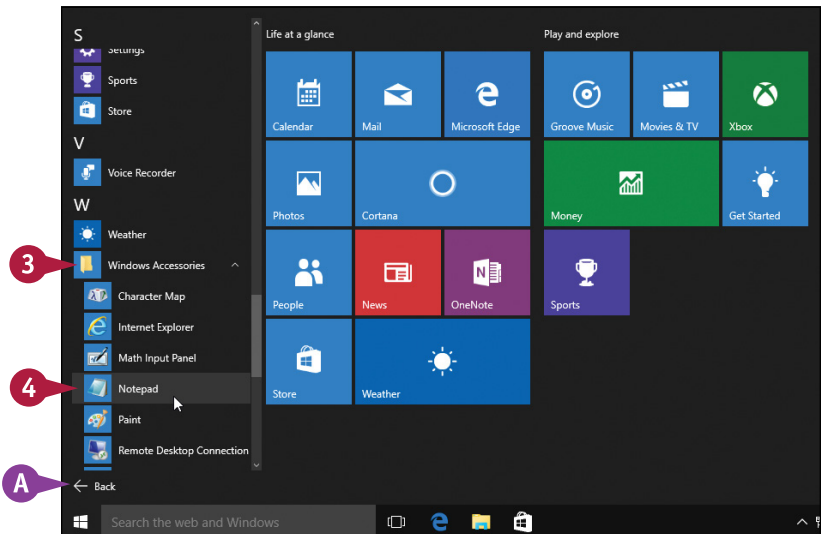 S
Settings
Sports
Store
V
Voice Recorder
W
Weather
3
Windows Accessories
Character Map
Internet Explorer
Math Input Panel
4
Notepad
Paint
Remote Desktop Connection
A
Back
Search the web and Windows
Life at a glance
Calendar
Mail
Microsoft Edge
Photos
Cortana
People
News
N
OneNote
Store
Weather
Play and explore
Groove Music
Movies & TV
Xbox
Money
Get Started
Sports